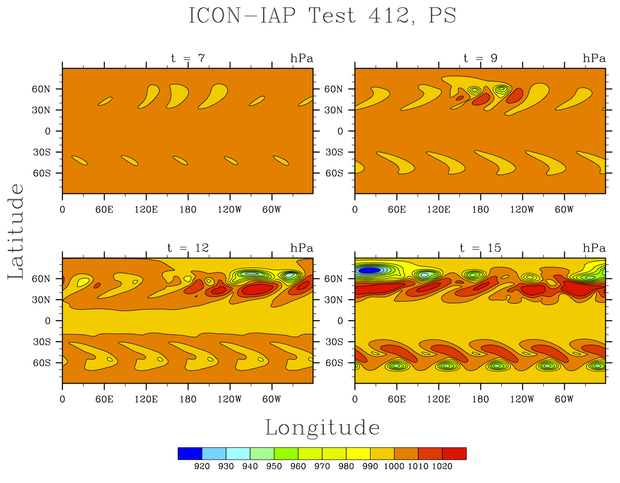 ICON-IAP Test 412, PS
t = 7 hPa
60N
30N
0
30S
60S
0 60E 120E 180 120W 60W
t = 9 hPa
60N
30N
0
30S
60S
0 60E 120E 180 120W 60W
t = 12 hPa
60N
30N
0
30S
60S
0 60E 120E 180 120W 60W
t = 15 hPa
60N
30N
0
30S
60S
0 60E 120E 180 120W 60W
Latitude
Longitude
920 930 940 950 960 970 980 990 1000 1010 1020